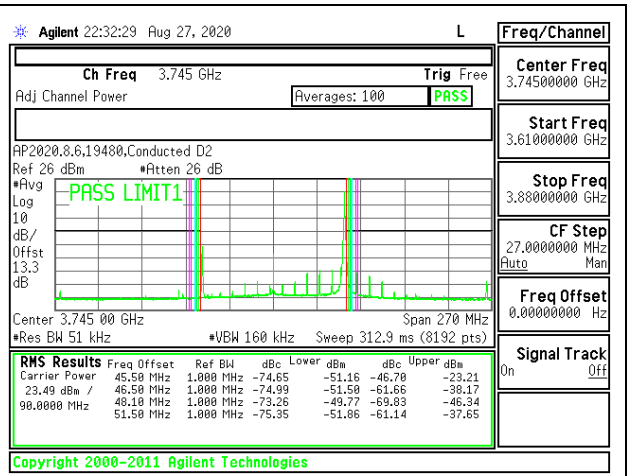 Agilent 22:32:29 Aug 27, 2020 L Freq/Channel
Ch Freq 3.745 GHz Trig Free
Adj Channel Power Averages: 100 PASS
AP2020.8.6,19480,Conducted D2
Ref 26 dBm #Atten 26 dB
#Avg
Log
10
dB/
Offst
13.3
dB
PASS LIMIT1
Center 3.745 00 GHz Span 270 MHz
#Res BW 51 kHz #VBW 160 kHz Sweep 312.9 ms (8192 pts)
RMS Results Freq Offset Ref BW dBc Lower dBm dBc Upper dBm
Carrier Power 45.50 MHz 1.000 MHz -74.65 -51.16 -46.70 -23.21
23.49 dBm / 46.50 MHz 1.000 MHz -74.99 -51.50 -61.66 -38.17
90.0000 MHz 48.10 MHz 1.000 MHz -73.26 -49.77 -69.83 -46.34
51.50 MHz 1.000 MHz -75.35 -51.86 -61.14 -37.65
Copyright 2000-2011 Agilent Technologies
Center Freq
3.74500000 GHz
Start Freq
3.61000000 GHz
Stop Freq
3.88000000 GHz
CF Step
27.0000000 MHz
Auto Man
Freq Offset
0.00000000 Hz
Signal Track
On Off